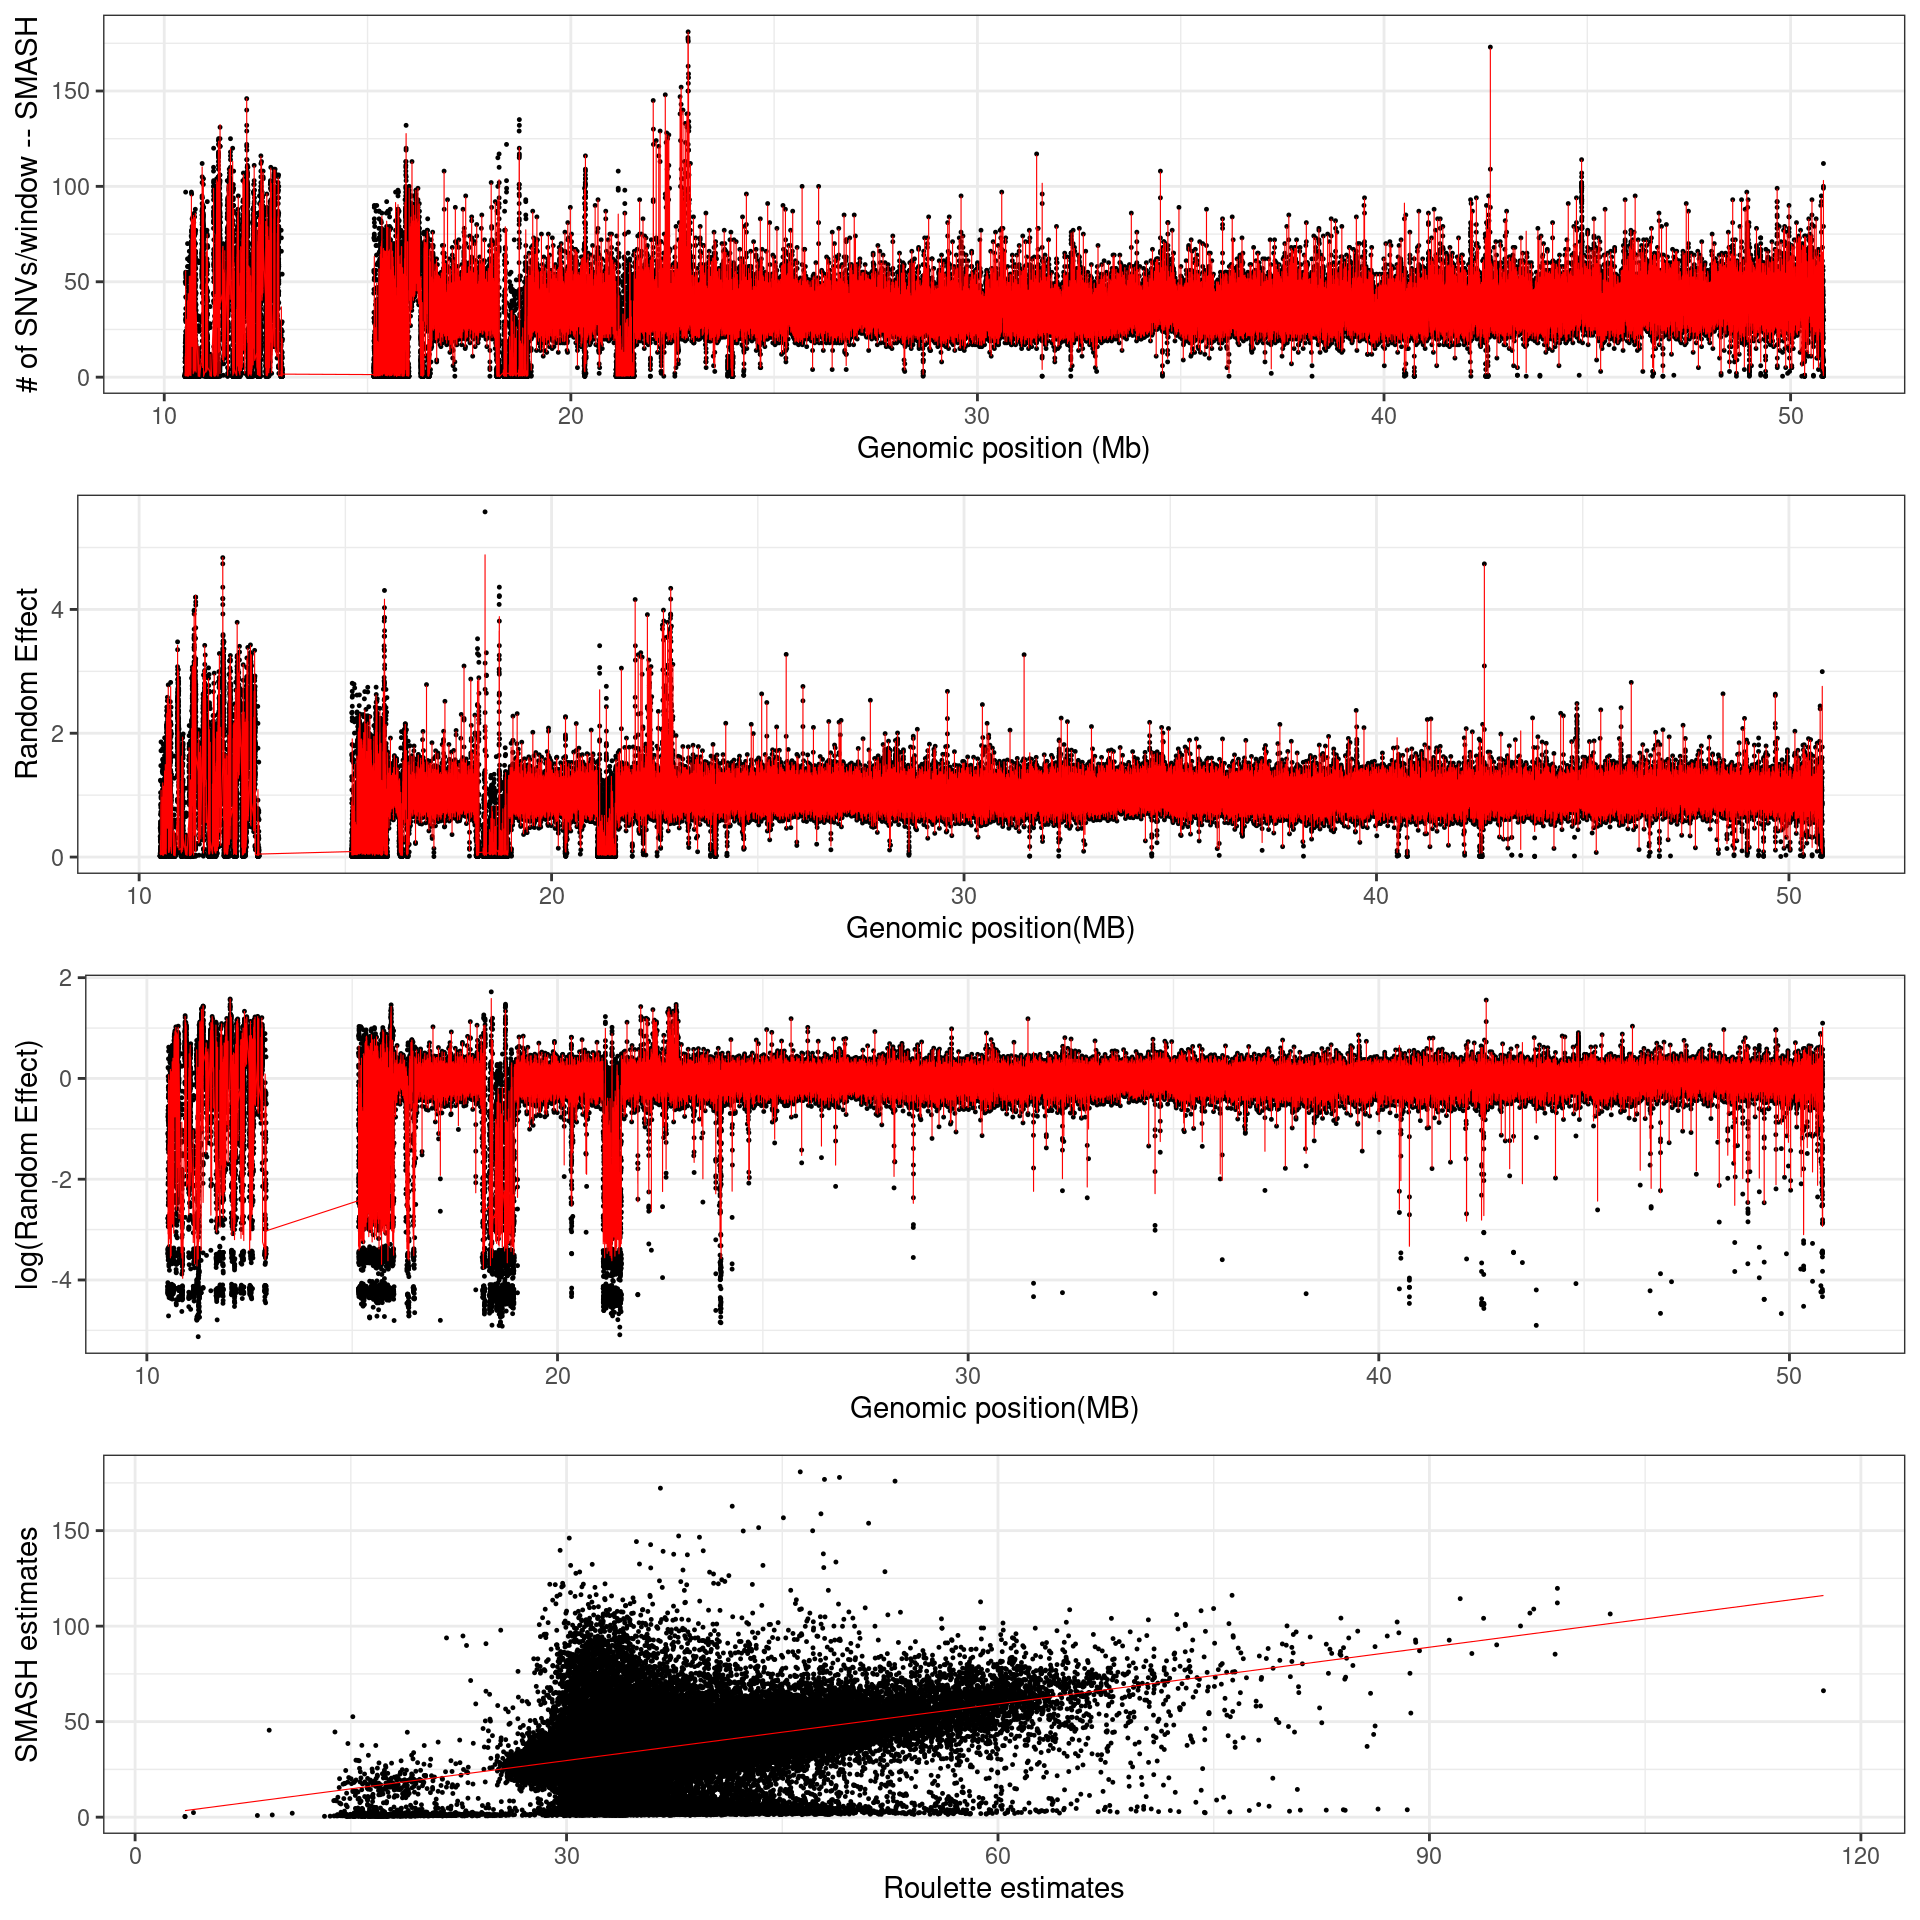 # of SNVs/window -- SMASH
150
100
50
0
10 20 30 40 50
Genomic position (Mb)
Random Effect
4
2
0
10 20 30 40 50
Genomic position(MB)
log(Random Effect)
2
0
-2
-4
10 20 30 40 50
Genomic position(MB)
SMASH estimates
150
100
50
0
0 30 60 90 120
Roulette estimates